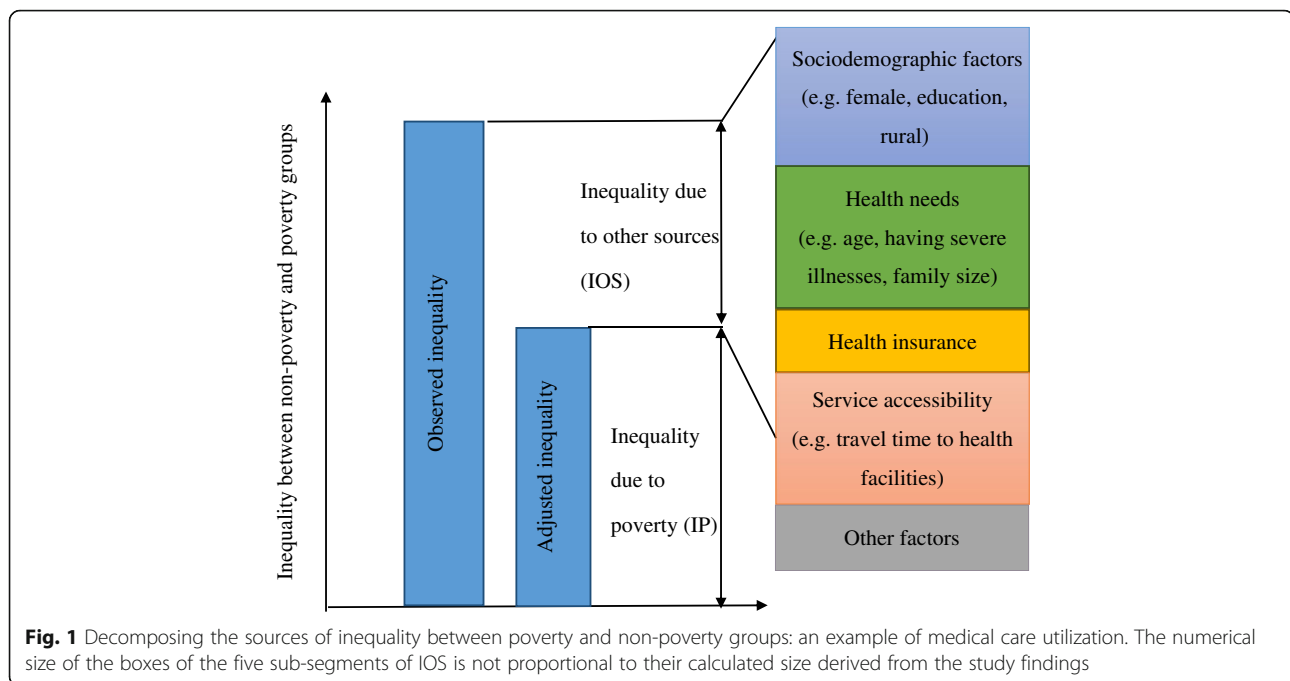 Inequality between non-poverty and poverty groups
Observed inequality
Adjusted inequality
Inequality due
to other sources
(IOS)
Inequality
due to
poverty (IP)
Sociodemographic factors
(e.g. female, education,
rural)
Health needs
(e.g. age, having severe
illnesses, family size)
Health insurance
Service accessibility
(e.g. travel time to health
facilities)
Other factors
Fig. 1 Decomposing the sources of inequality between poverty and non-poverty groups: an example of medical care utilization. The numerical
size of the boxes of the five sub-segments of IOS is not proportional to their calculated size derived from the study findings